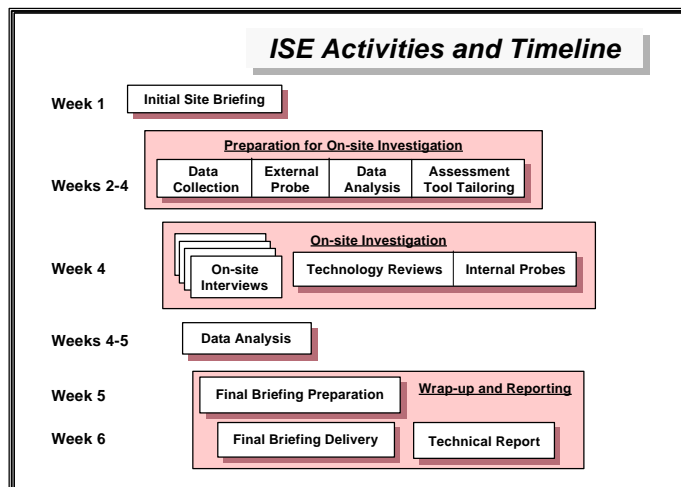 ISE Activities and Timeline
Week 1
Initial Site Briefing
Preparation for On-site Investigation
Weeks 2-4
Data
Collection
External
Probe
Data
Analysis
Assessment
Tool Tailoring
On-site Investigation
Week 4
On-site
Interviews
Technology Reviews
Internal Probes
Weeks 4-5
Data Analysis
Week 5
Final Briefing Preparation
Wrap-up and Reporting
Week 6
Final Briefing Delivery
Technical Report